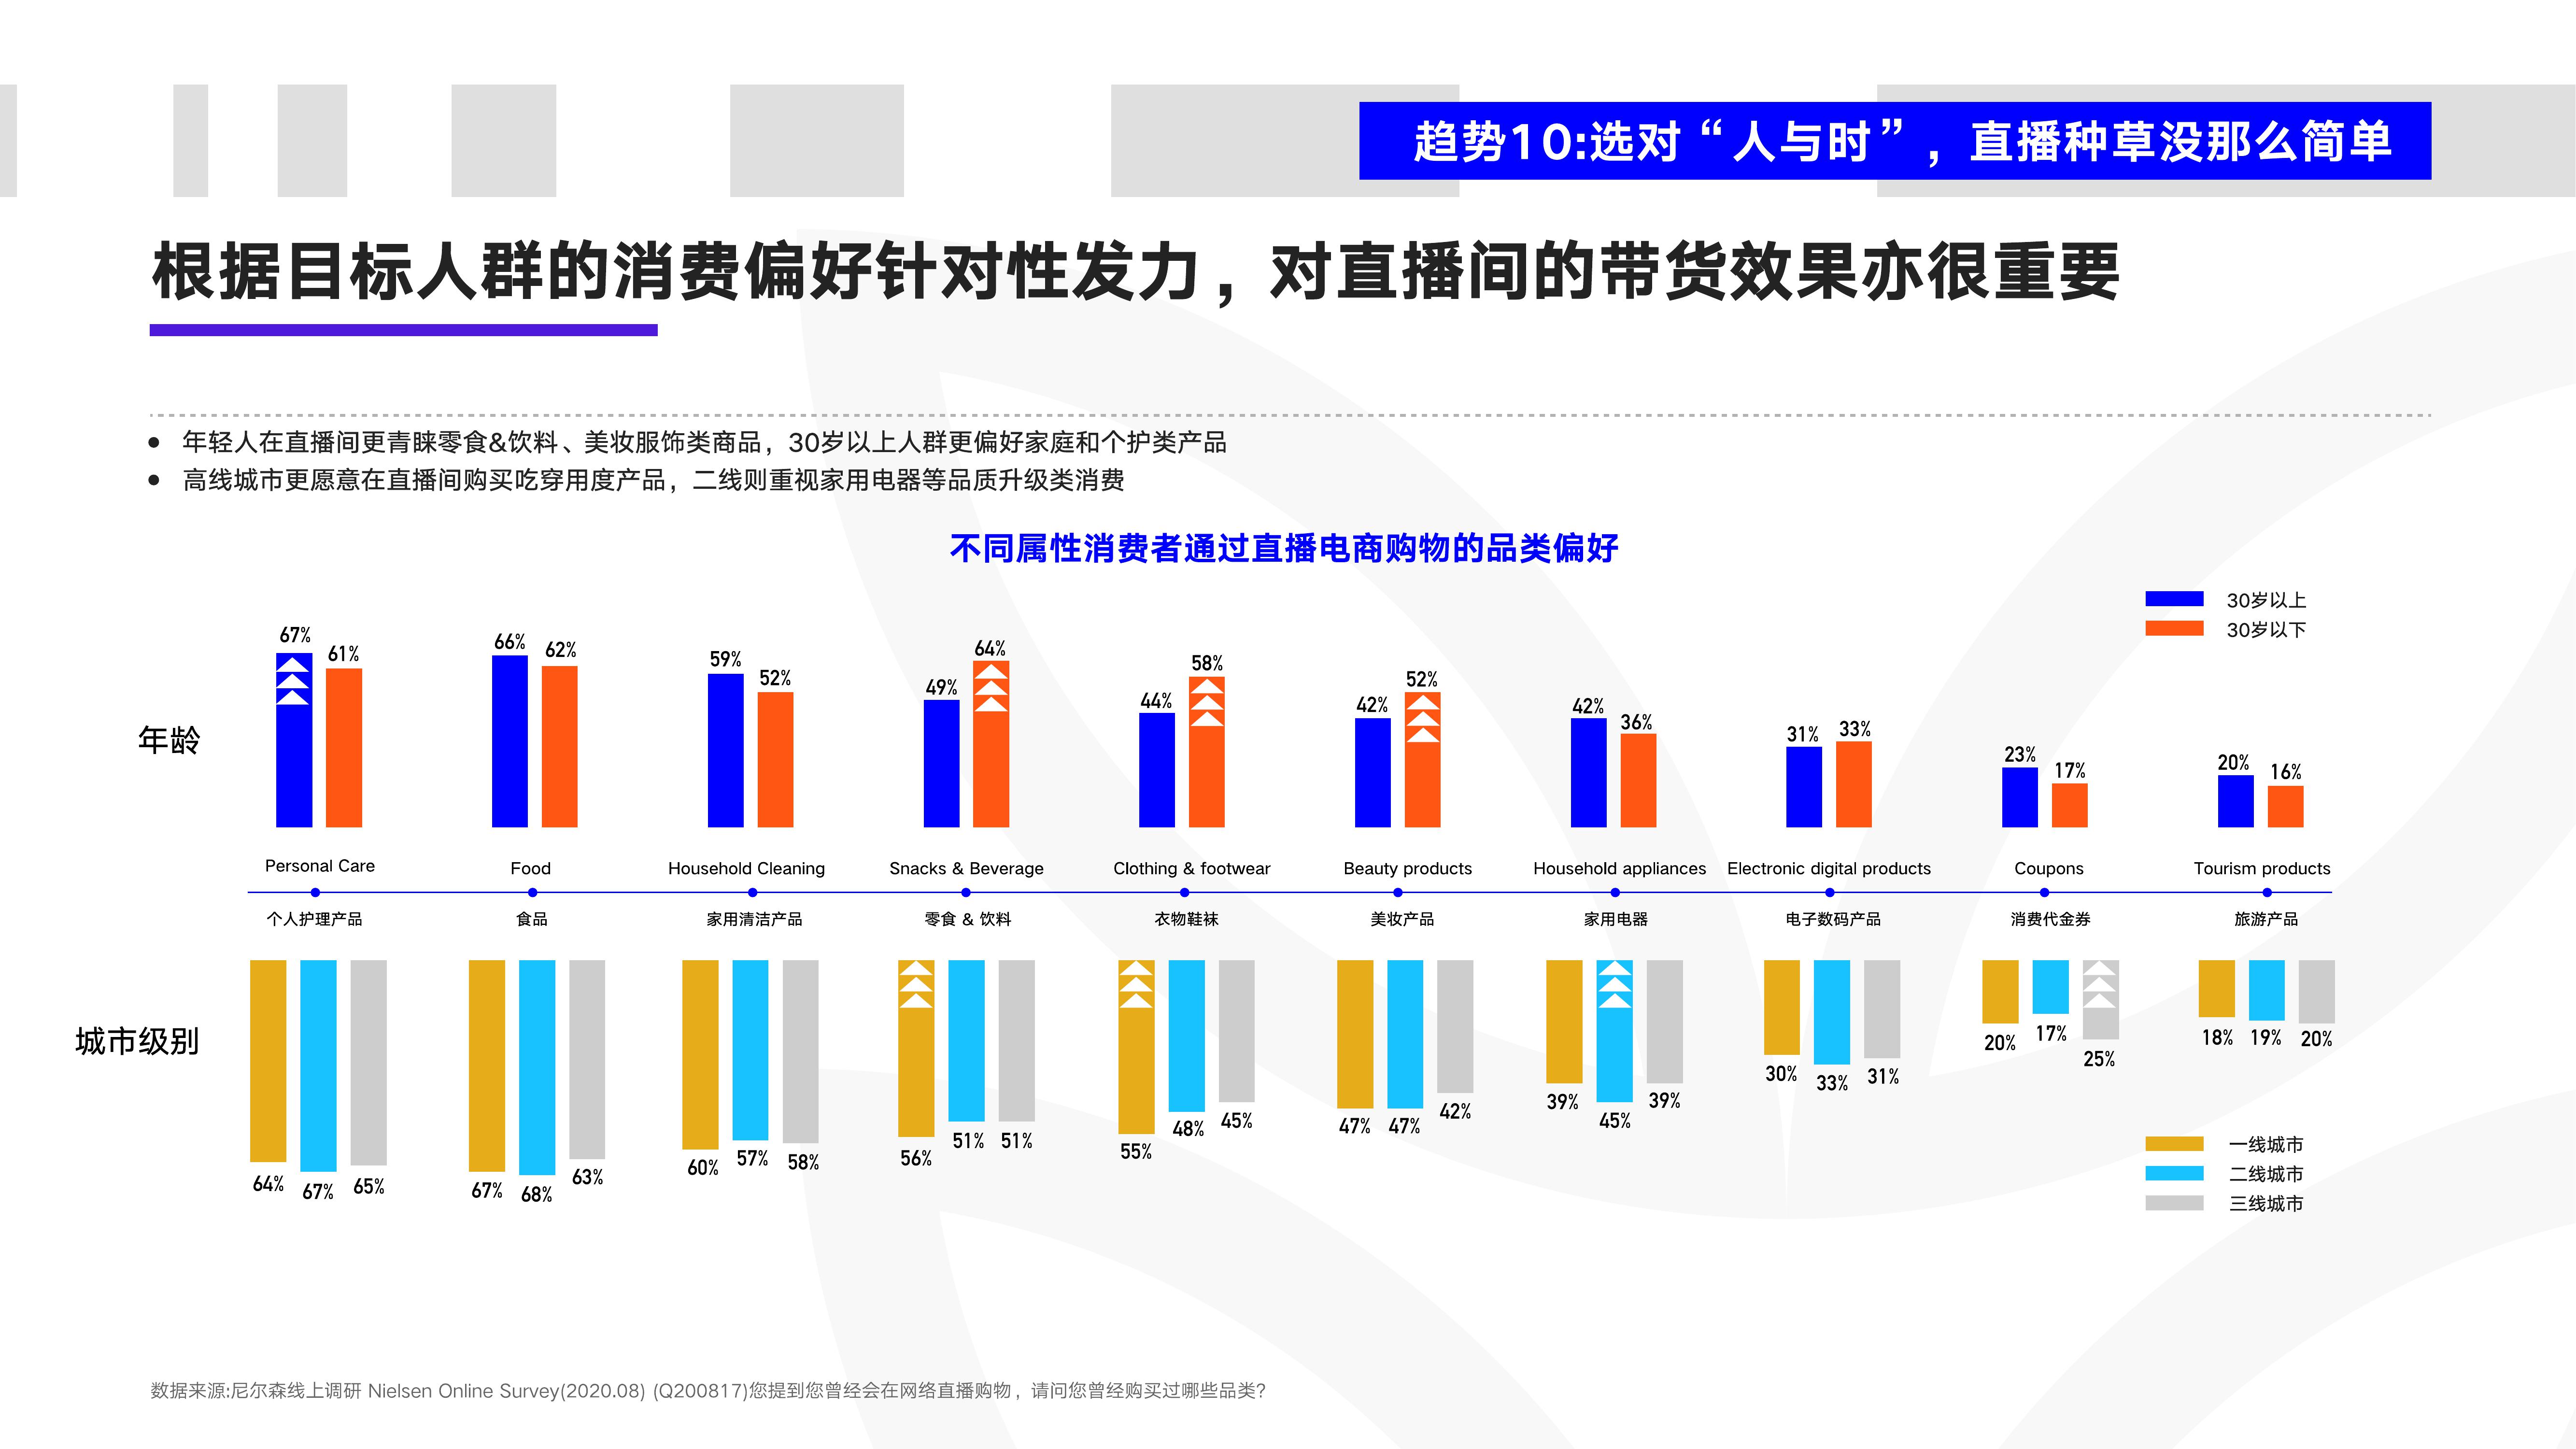 趋势10:选对“人与时”，直播种草没那么简单
根据目标人群的消费偏好针对性发力，对直播间的带货效果亦很重要
● 年轻人在直播间更青睐零食&饮料、美妆服饰类商品，30岁以上人群更偏好家庭和个护类产品
● 高线城市更愿意在直播间购买吃穿用度产品，二线则重视家用电器等品质升级类消费
不同属性消费者通过直播电商购物的品类偏好
30岁以上
30岁以下
年龄
67% 61% 66% 62% 59% 52% 49% 64% 44% 58% 42% 52% 42% 36% 31% 33% 23% 17% 20% 16%
Personal Care Food Household Cleaning Snacks & Beverage Clothing & footwear Beauty products Household appliances Electronic digital products Coupons Tourism products
个人护理产品 食品 家用清洁产品 零食 & 饮料 衣物鞋袜 美妆产品 家用电器 电子数码产品 消费代金券 旅游产品
城市级别
64% 67% 65% 67% 68% 63% 60% 57% 58% 56% 51% 51% 55% 48% 45% 47% 47% 42% 39% 45% 39% 30% 33% 31% 20% 17% 25% 18% 19% 20%
一线城市
二线城市
三线城市
数据来源:尼尔森线上调研 Nielsen Online Survey(2020.08) (Q200817)您提到您曾经会在网络直播购物，请问您曾经购买过哪些品类?